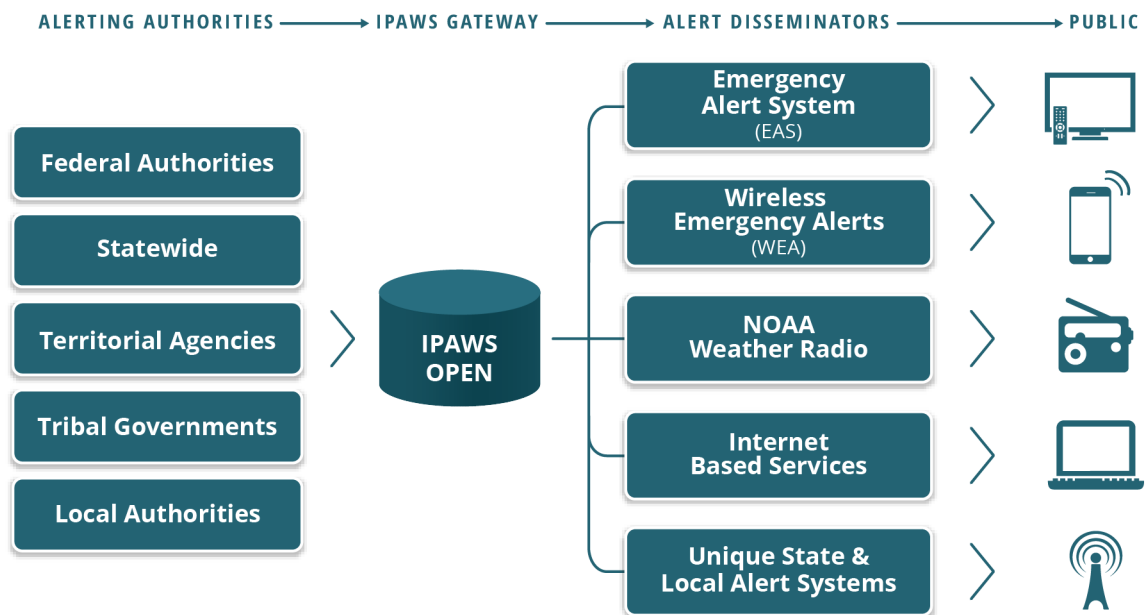 ALERTING AUTHORITIES
IPAWS GATEWAY
ALERT DISSEMINATORS
PUBLIC
Federal Authorities
Statewide
Territorial Agencies
Tribal Governments
Local Authorities
IPAWS
OPEN
Emergency
Alert System
(EAS)
Wireless
Emergency Alerts
(WEA)
NOAA
Weather Radio
Internet
Based Services
Unique State &
Local Alert Systems